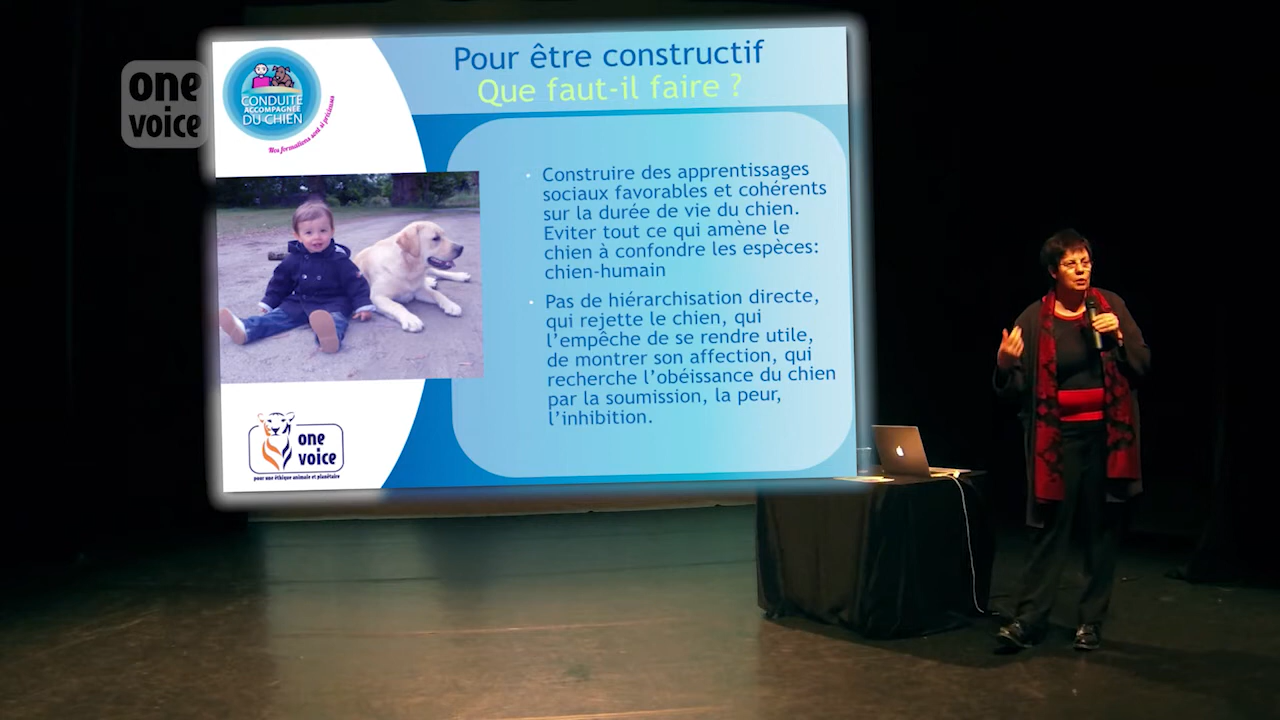 one
voice
CONDUITE
ACCOMPAGNÉE
DU CHIEN
Nos formations sont si précieuses
Pour être constructif
Que faut-il faire ?
Construire des apprentissages
sociaux favorables et cohérents
sur la durée de vie du chien.
Eviter tout ce qui amène le
chien à confondre les espèces:
chien-humain
Pas de hiérarchisation directe,
qui rejette le chien, qui
l'empêche de se rendre utile,
de montrer son affection, qui
recherche l'obéissance du chien
par la soumission, la peur,
l'inhibition.
one
voice
pour une éthique animale et planétaire